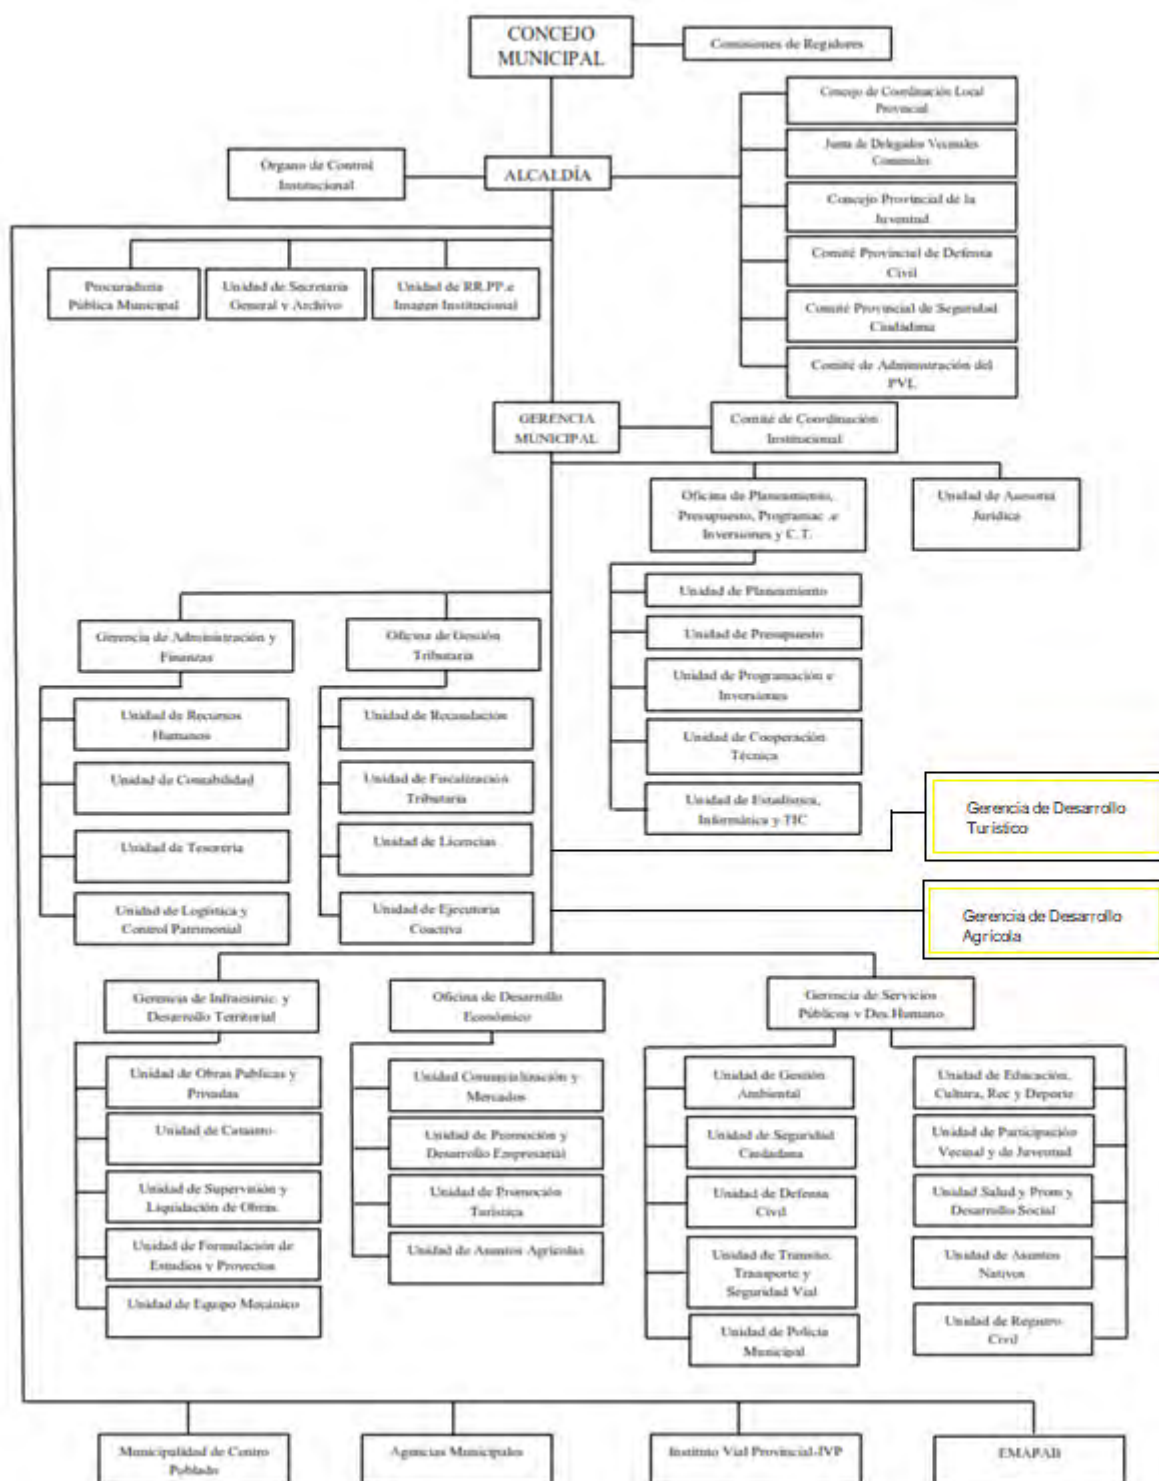 CONCEJO
MUNICIPAL
Comisiones de Regidores
Concejo de Coordinación Local
Provincial
Junta de Delegados Vecinales
Comunales
Órgano de Control
Institucional
ALCALDÍA
Concejo Provincial de la
Juventud
Comité Provincial de Defensa
Civil
Procuraduría
Pública Municipal
Unidad de Secretaría
General y Archivo
Unidad de RR.PP.e
Imagen Institucional
Comité Provincial de Seguridad
Ciudadana
Comité de Administración del
PVL
GERENCIA
MUNICIPAL
Comité de Coordinación
Institucional
Oficina de Planeamiento,
Presupuesto, Programac .e
Inversiones y C.T.
Unidad de Asesoría
Jurídica
Unidad de Planeamiento
Unidad de Presupuesto
Unidad de Programación e
Inversiones
Unidad de Cooperación
Técnica
Unidad de Estadística,
Informática y TIC
Gerencia de Administración y
Finanzas
Unidad de Recursos
Humanos
Unidad de Contabilidad
Unidad de Tesorería
Unidad de Logística y
Control Patrimonial
Oficina de Gestión
Tributaria
Unidad de Recaudación
Unidad de Fiscalización
Tributaria
Unidad de Licencias
Unidad de Ejecutoria
Coactiva
Gerencia de Desarrollo
Turístico
Gerencia de Desarrollo
Agrícola
Gerencia de Infraestruc. y
Desarrollo Territorial
Unidad de Obras Publicas y
Privadas
Unidad de Catastro
Unidad de Supervisión y
Liquidación de Obras.
Unidad de Formulación de
Estudios y Proyectos
Unidad de Equipo Mecánico
Oficina de Desarrollo
Económico
Unidad Comercialización y
Mercados
Unidad de Promoción y
Desarrollo Empresarial
Unidad de Promoción
Turística
Unidad de Asuntos Agrícolas
Gerencia de Servicios
Públicos y Des.Humano
Unidad de Gestión
Ambiental
Unidad de Seguridad
Ciudadana
Unidad de Defensa
Civil
Unidad de Transito,
Transporte y
Seguridad Vial
Unidad de Policía
Municipal
Unidad de Educación,
Cultura, Rec y Deporte
Unidad de Participación
Vecinal y de Juventud
Unidad Salud y Prom y
Desarrollo Social
Unidad de Asuntos
Nativos
Unidad de Registro
Civil
Municipalidad de Centro
Poblado
Agencias Municipales
Instituto Vial Provincial-IVP
EMAPAB